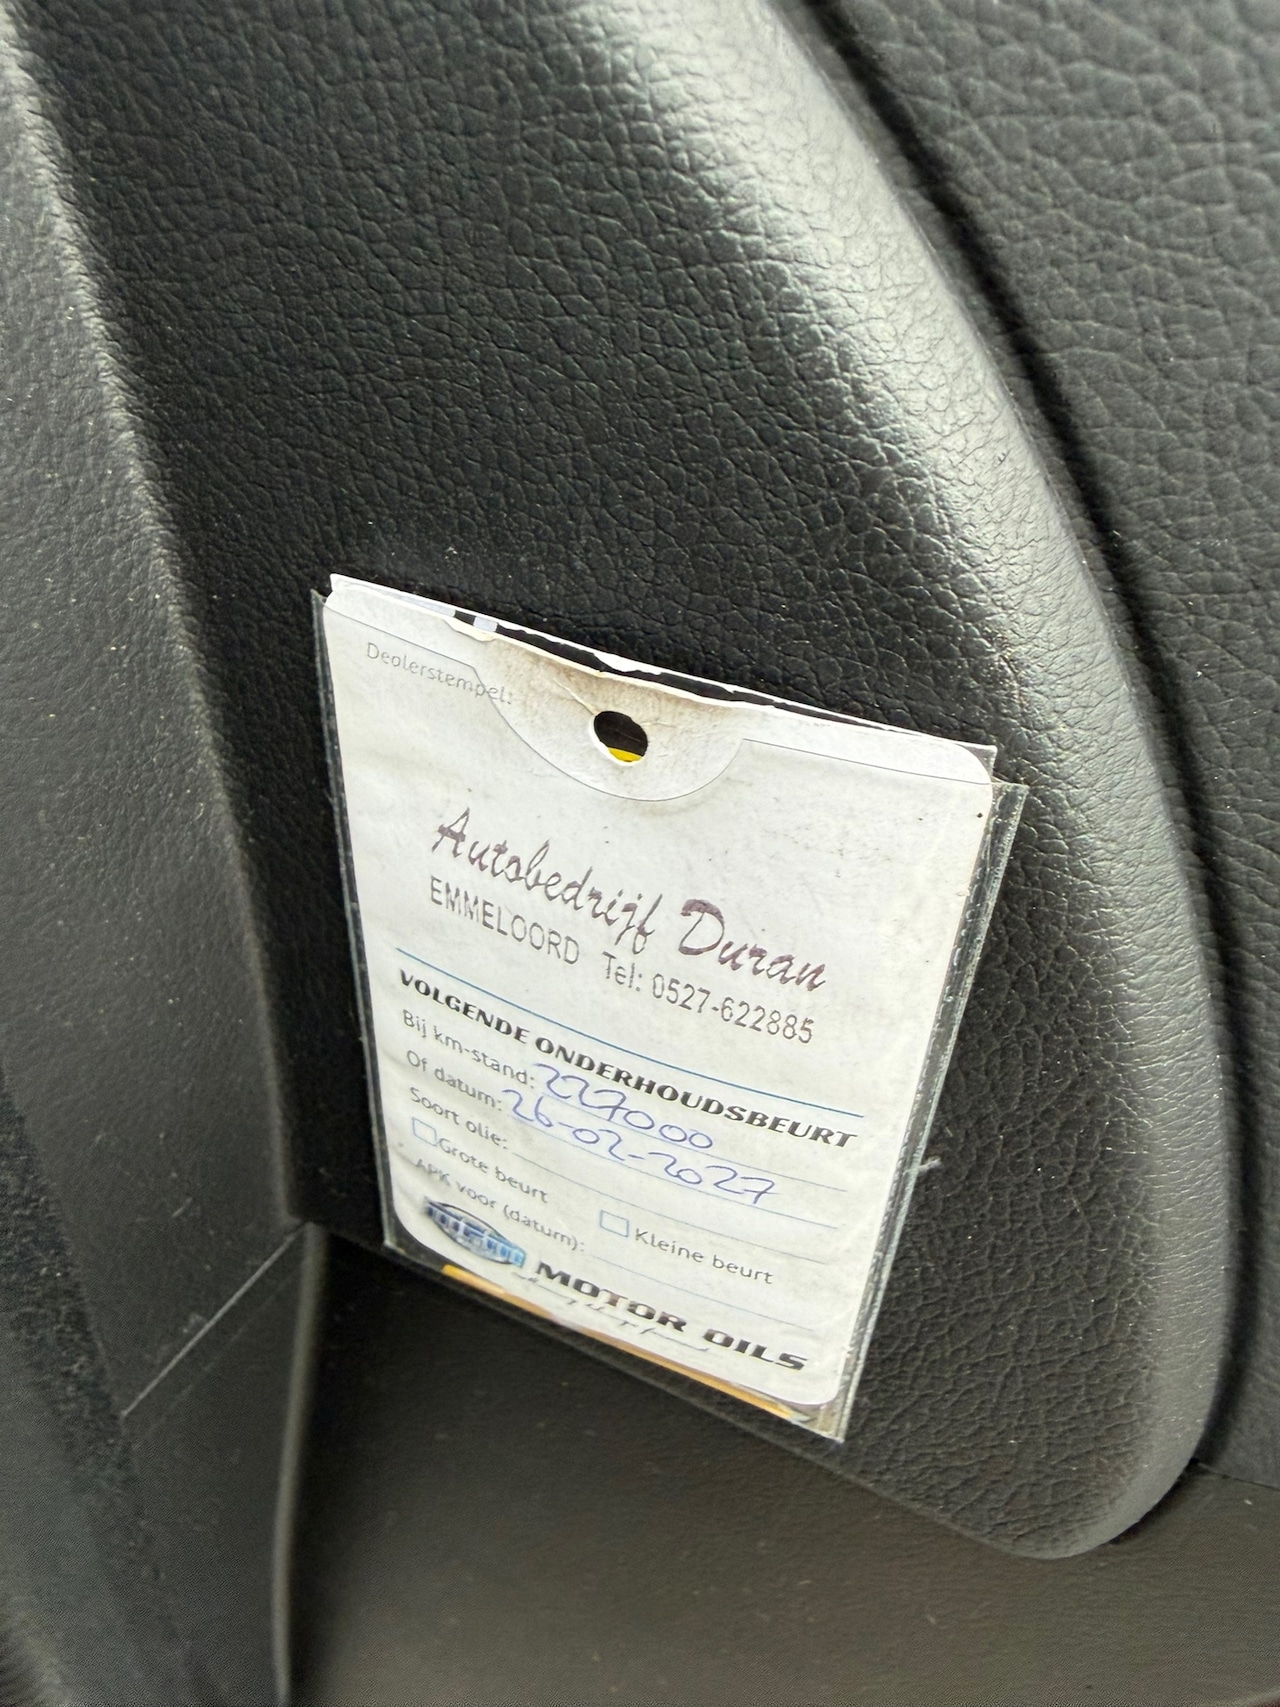 Dealerstempel:
Autobedrijf Duran
EMMELOORD Tel: 0527-622885
VOLGENDE ONDERHOUDSBEURT
Bij km-stand: 227000
Of datum: 26-02-2027
Soort olie:
Grote beurt Kleine beurt
APK voor (datum):
MOTOR OILS